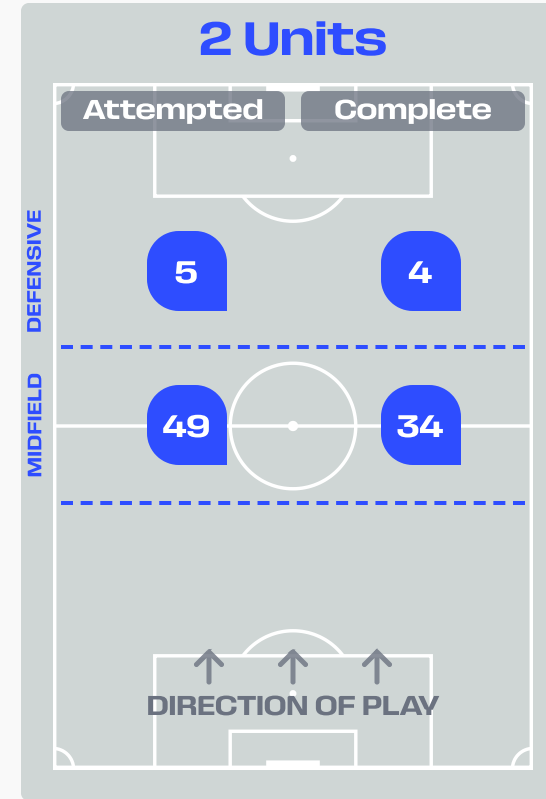 2 Units
Attempted Complete
DEFENSIVE
5 4
MIDFIELD
49 34
DIRECTION OF PLAY